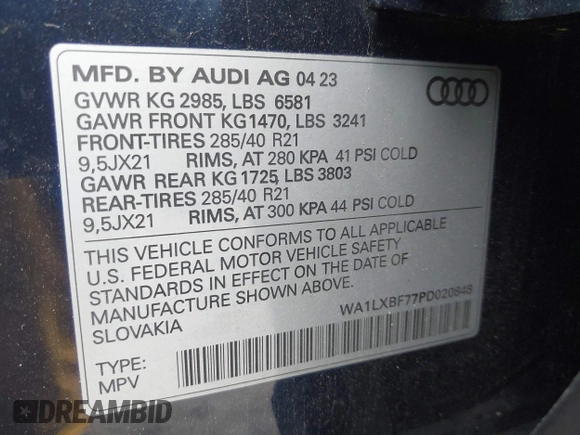 MFD. BY AUDI AG 04 23
GVWR KG 2985, LBS 6581
GAWR FRONT KG1470, LBS 3241
FRONT-TIRES 285/40 R21
9,5JX21 RIMS, AT 280 KPA 41 PSI COLD
GAWR REAR KG 1725, LBS 3803
REAR-TIRES 285/40 R21
9,5JX21 RIMS, AT 300 KPA 44 PSI COLD
THIS VEHICLE CONFORMS TO ALL APPLICABLE
U.S. FEDERAL MOTOR VEHICLE SAFETY
STANDARDS IN EFFECT ON THE DATE OF
MANUFACTURE SHOWN ABOVE.
SLOVAKIA
WA1LXBF77PD020848
TYPE:
MPV
DREAMBID